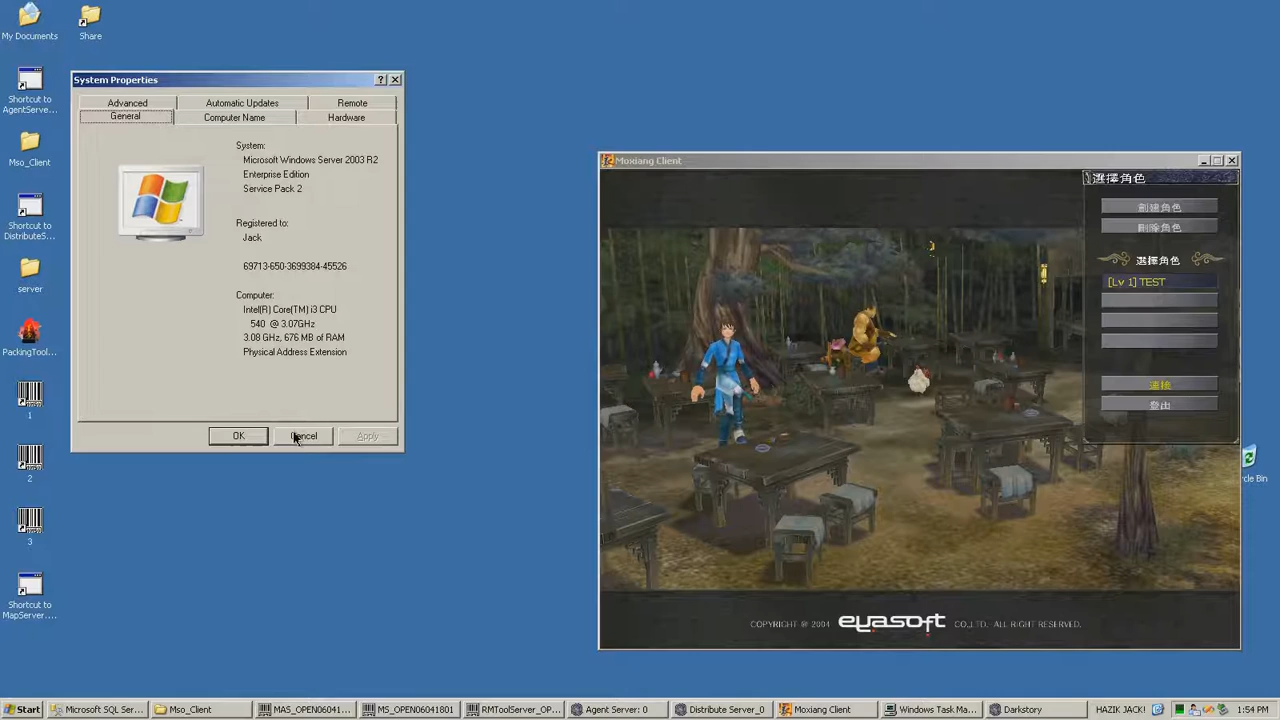 My Documents
Share
Shortcut to
AgentServe...
Mso_Client
Shortcut to
DistributeS...
server
PackingTool...
1
2
3
Shortcut to
MapServer....
System Properties
Advanced
Automatic Updates
Remote
General
Computer Name
Hardware
System:
Microsoft Windows Server 2003 R2
Enterprise Edition
Service Pack 2
Registered to:
Jack
69713-650-3699384-45526
Computer:
Intel(R) Core(TM) i3 CPU
540 @ 3.07GHz
3.08 GHz, 676 MB of RAM
Physical Address Extension
OK
Cancel
Apply
Moxiang Client
選擇角色
創建角色
刪除角色
選擇角色
[Lv 1] TEST
連接
登出
COPYRIGHT @ 2004 eyasoft CO.,LTD. ALL RIGHT RESERVED.
cle Bin
Start
Microsoft SQL Ser...
Mso_Client
MAS_OPEN06041...
MS_OPEN06041801
RMToolServer_OP...
Agent Server: 0
Distribute Server_0
Moxiang Client
Windows Task Ma...
Darkstory
HAZIK JACK!
1:54 PM